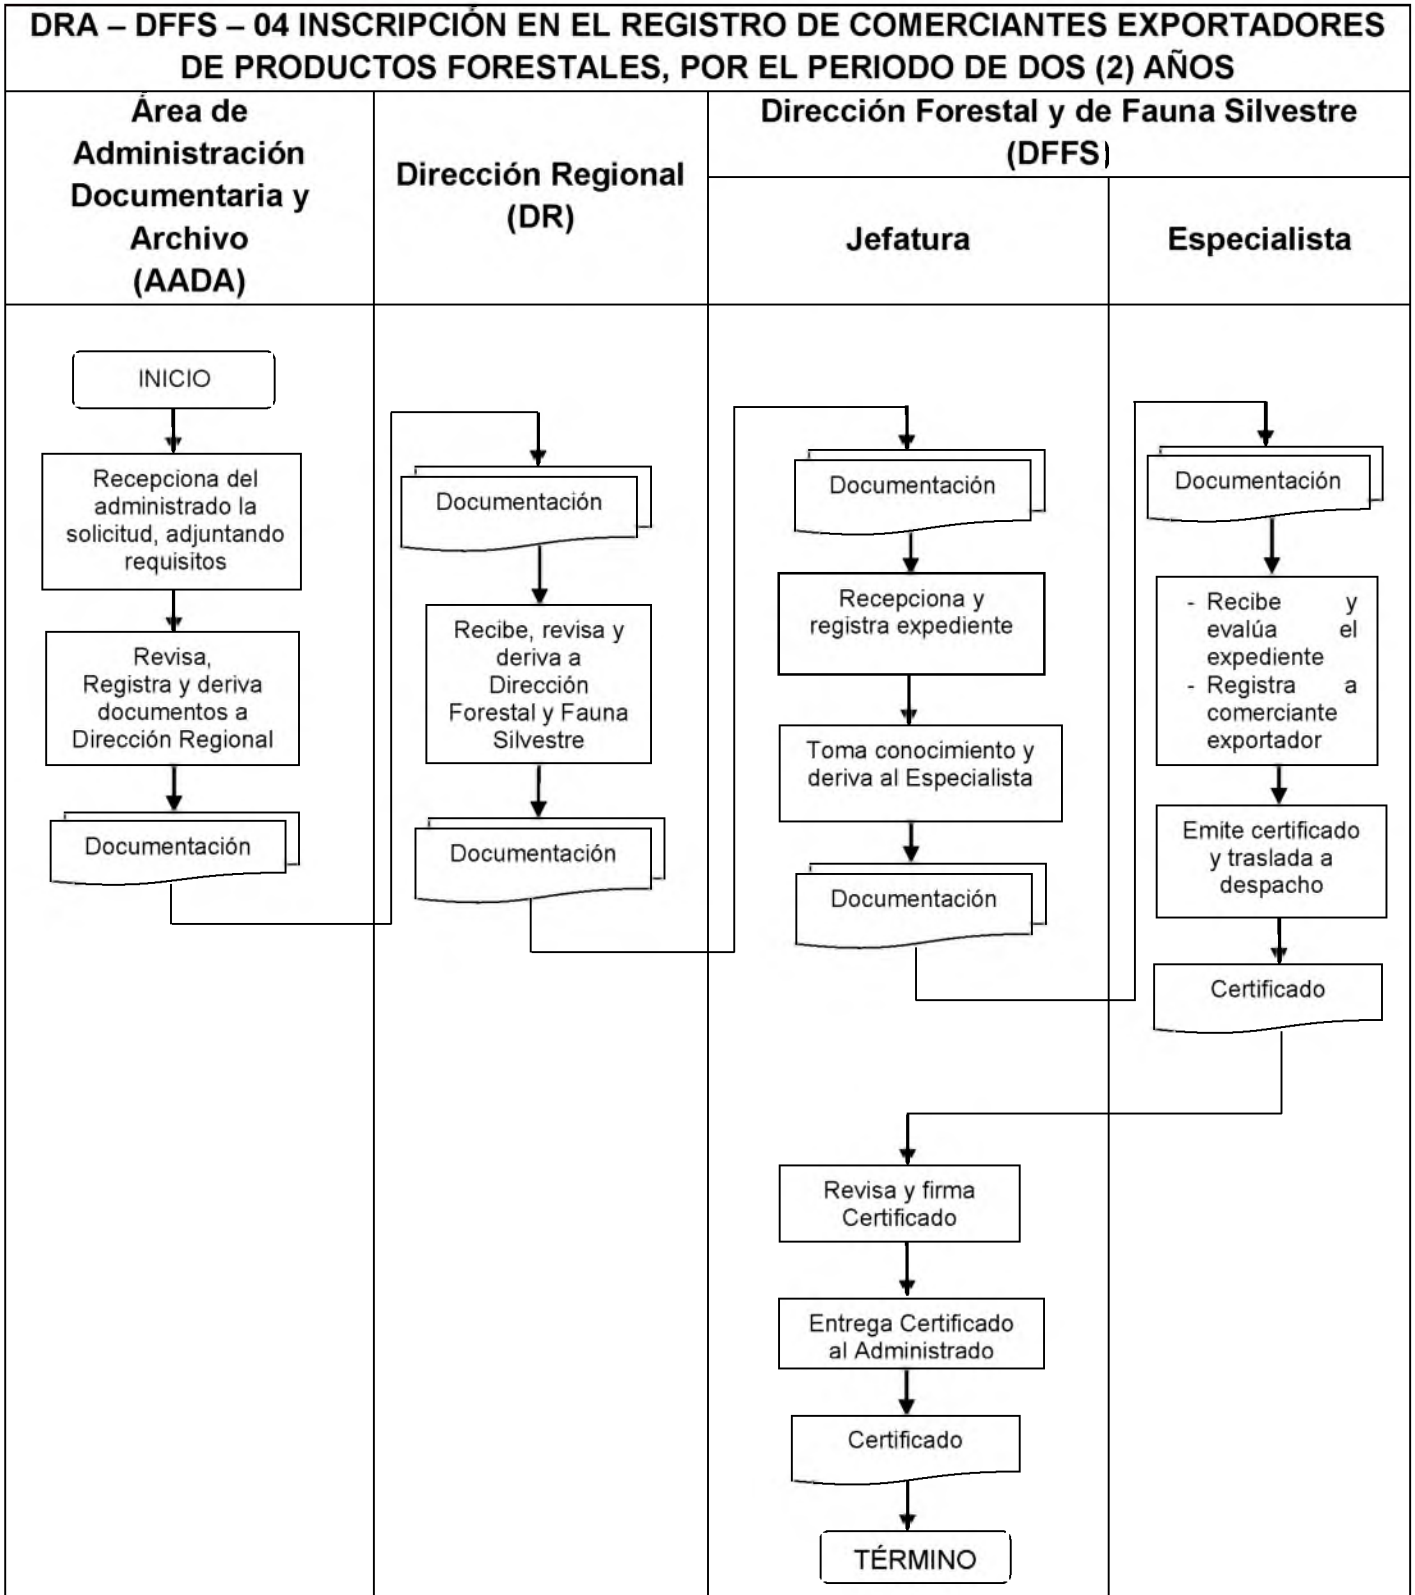 DRA – DFFS – 04 INSCRIPCIÓN EN EL REGISTRO DE COMERCIANTES EXPORTADORES
DE PRODUCTOS FORESTALES, POR EL PERIODO DE DOS (2) AÑOS
Área de
Administración
Documentaria y
Archivo
(AADA)
Dirección Regional
(DR)
Dirección Forestal y de Fauna Silvestre
(DFFS)
Jefatura
Especialista
INICIO
Recepciona del
administrado la
solicitud, adjuntando
requisitos
Revisa,
Registra y deriva
documentos a
Dirección Regional
Documentación
Documentación
Recibe, revisa y
deriva a
Dirección
Forestal y Fauna
Silvestre
Documentación
Documentación
Recepciona y
registra expediente
Toma conocimiento y
deriva al Especialista
Documentación
Documentación
- Recibe y
evalúa el
expediente
- Registra a
comerciante
exportador
Emite certificado
y traslada a
despacho
Certificado
Revisa y firma
Certificado
Entrega Certificado
al Administrado
Certificado
TÉRMINO